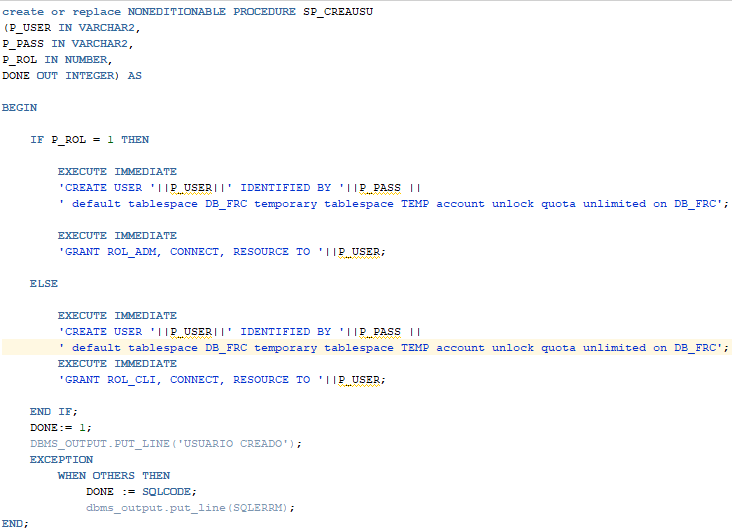 create or replace NONEDITIONABLE PROCEDURE SP_CREAUSU
(P_USER IN VARCHAR2,
P_PASS IN VARCHAR2,
P_ROL IN NUMBER,
DONE OUT INTEGER) AS
BEGIN
IF P_ROL = 1 THEN
EXECUTE IMMEDIATE
'CREATE USER '||P_USER||' IDENTIFIED BY '||P_PASS ||
' default tablespace DB_FRC temporary tablespace TEMP account unlock quota unlimited on DB_FRC';
EXECUTE IMMEDIATE
'GRANT ROL_ADM, CONNECT, RESOURCE TO '||P_USER;
ELSE
EXECUTE IMMEDIATE
'CREATE USER '||P_USER||' IDENTIFIED BY '||P_PASS ||
' default tablespace DB_FRC temporary tablespace TEMP account unlock quota unlimited on DB_FRC';
EXECUTE IMMEDIATE
'GRANT ROL_CLI, CONNECT, RESOURCE TO '||P_USER;
END IF;
DONE:= 1;
DBMS_OUTPUT.PUT_LINE('USUARIO CREADO');
EXCEPTION
WHEN OTHERS THEN
DONE := SQLCODE;
dbms_output.put_line(SQLERRM);
END;